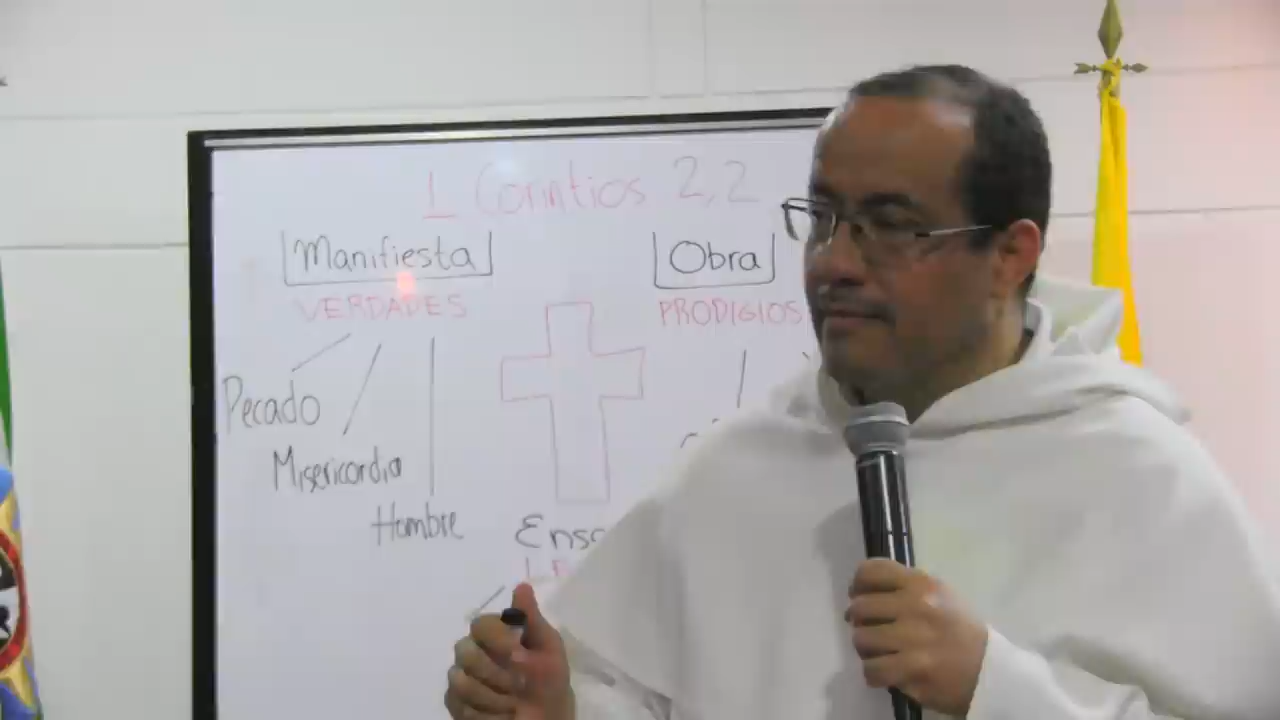 1 Corintios 2,2
Manifiesta
VERDADES
Pecado
Misericordia
Hombre
Obra
PRODIGIOS